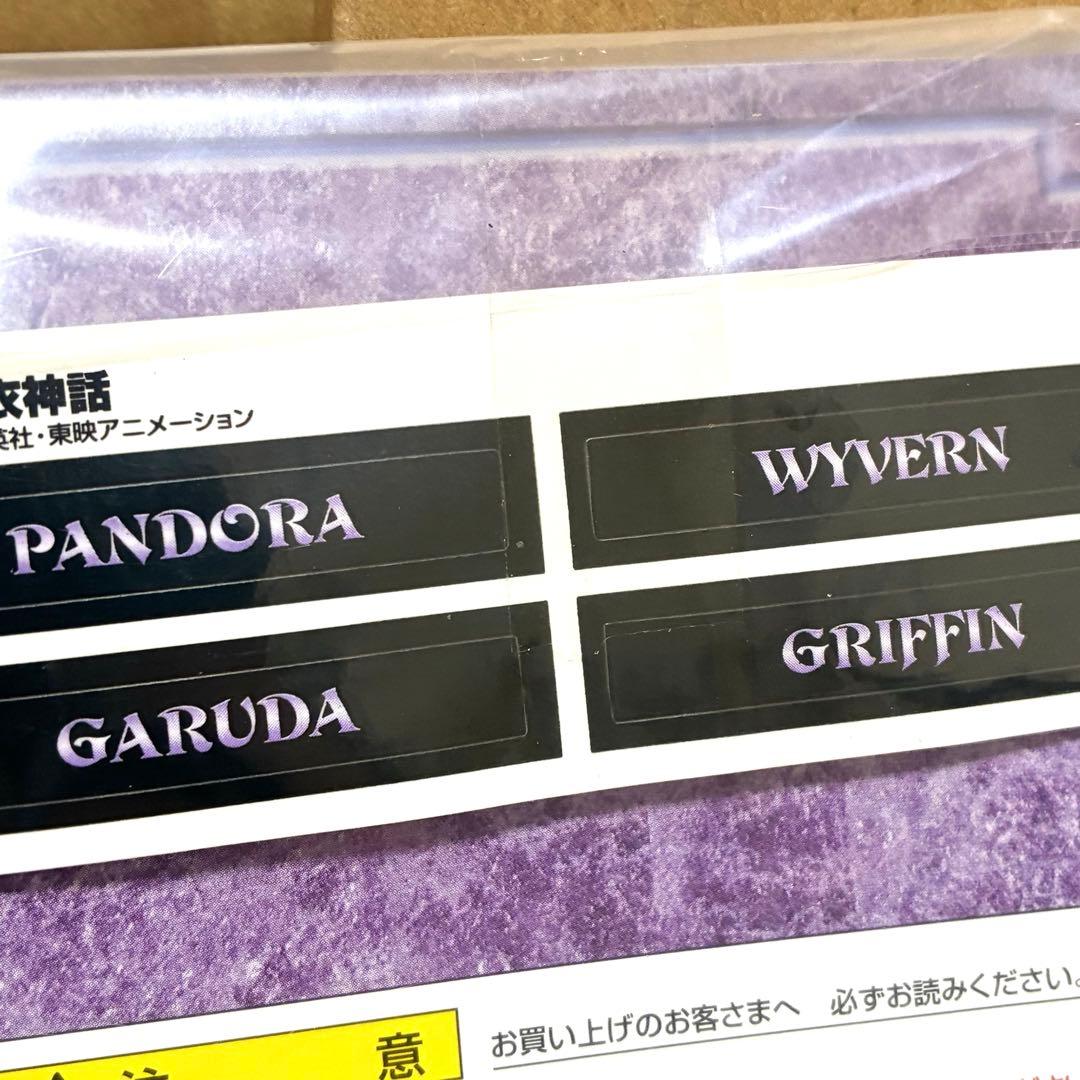 衣神話
英社・東映アニメーション
PANDORA
WYVERN
GARUDA
GRIFFIN
お買い上げのお客さまへ 必ずお読みください。
注 意